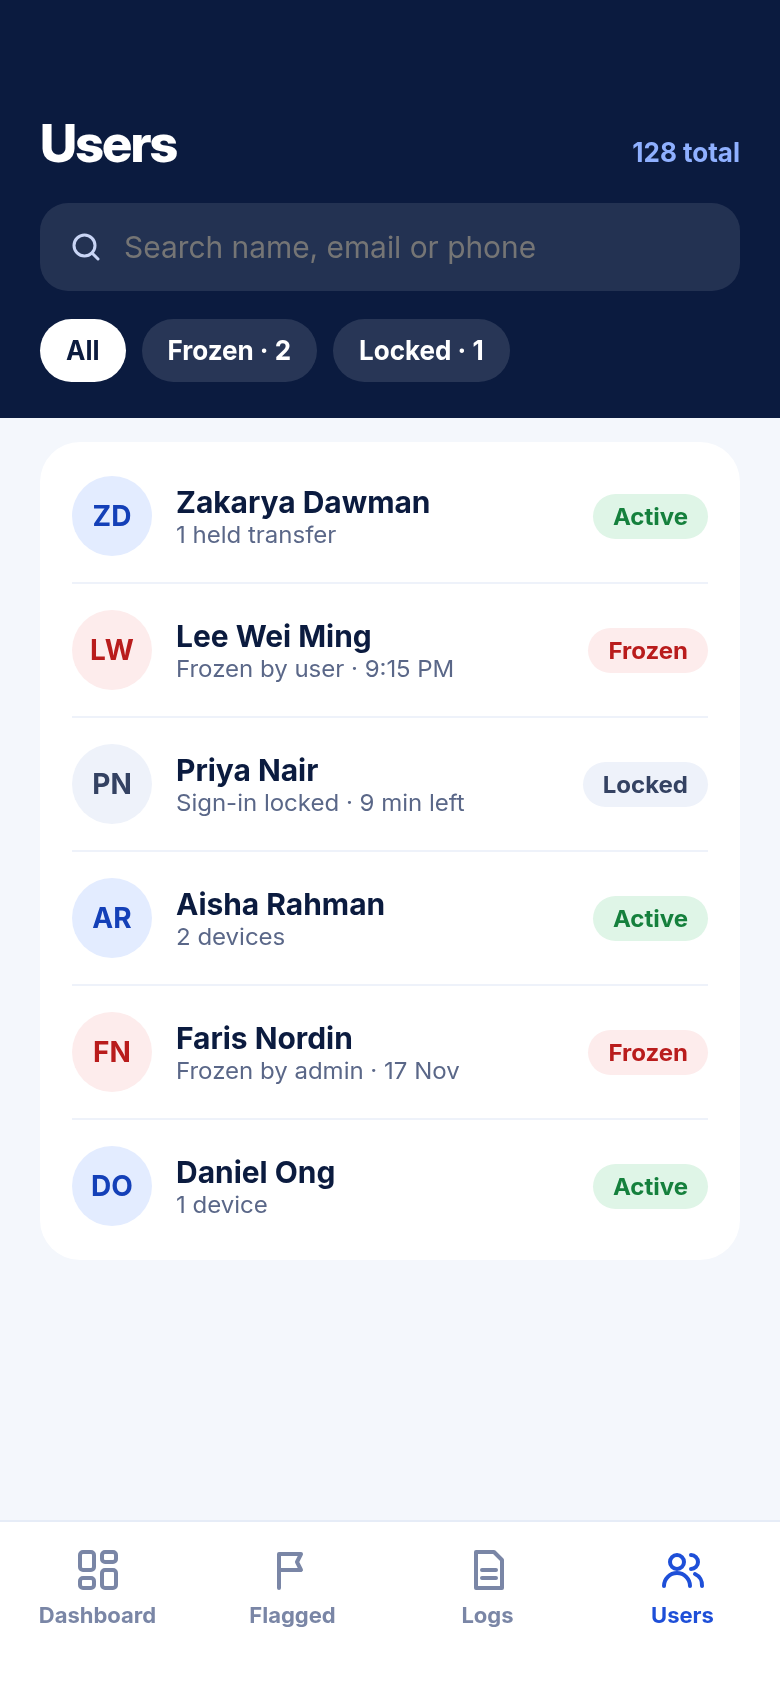 Users
128 total
Search name, email or phone
All
Frozen · 2
Locked · 1
ZD
Zakarya Dawman
1 held transfer
Active
LW
Lee Wei Ming
Frozen by user · 9:15 PM
Frozen
PN
Priya Nair
Sign-in locked · 9 min left
Locked
AR
Aisha Rahman
2 devices
Active
FN
Faris Nordin
Frozen by admin · 17 Nov
Frozen
DO
Daniel Ong
1 device
Active
Dashboard
Flagged
Logs
Users